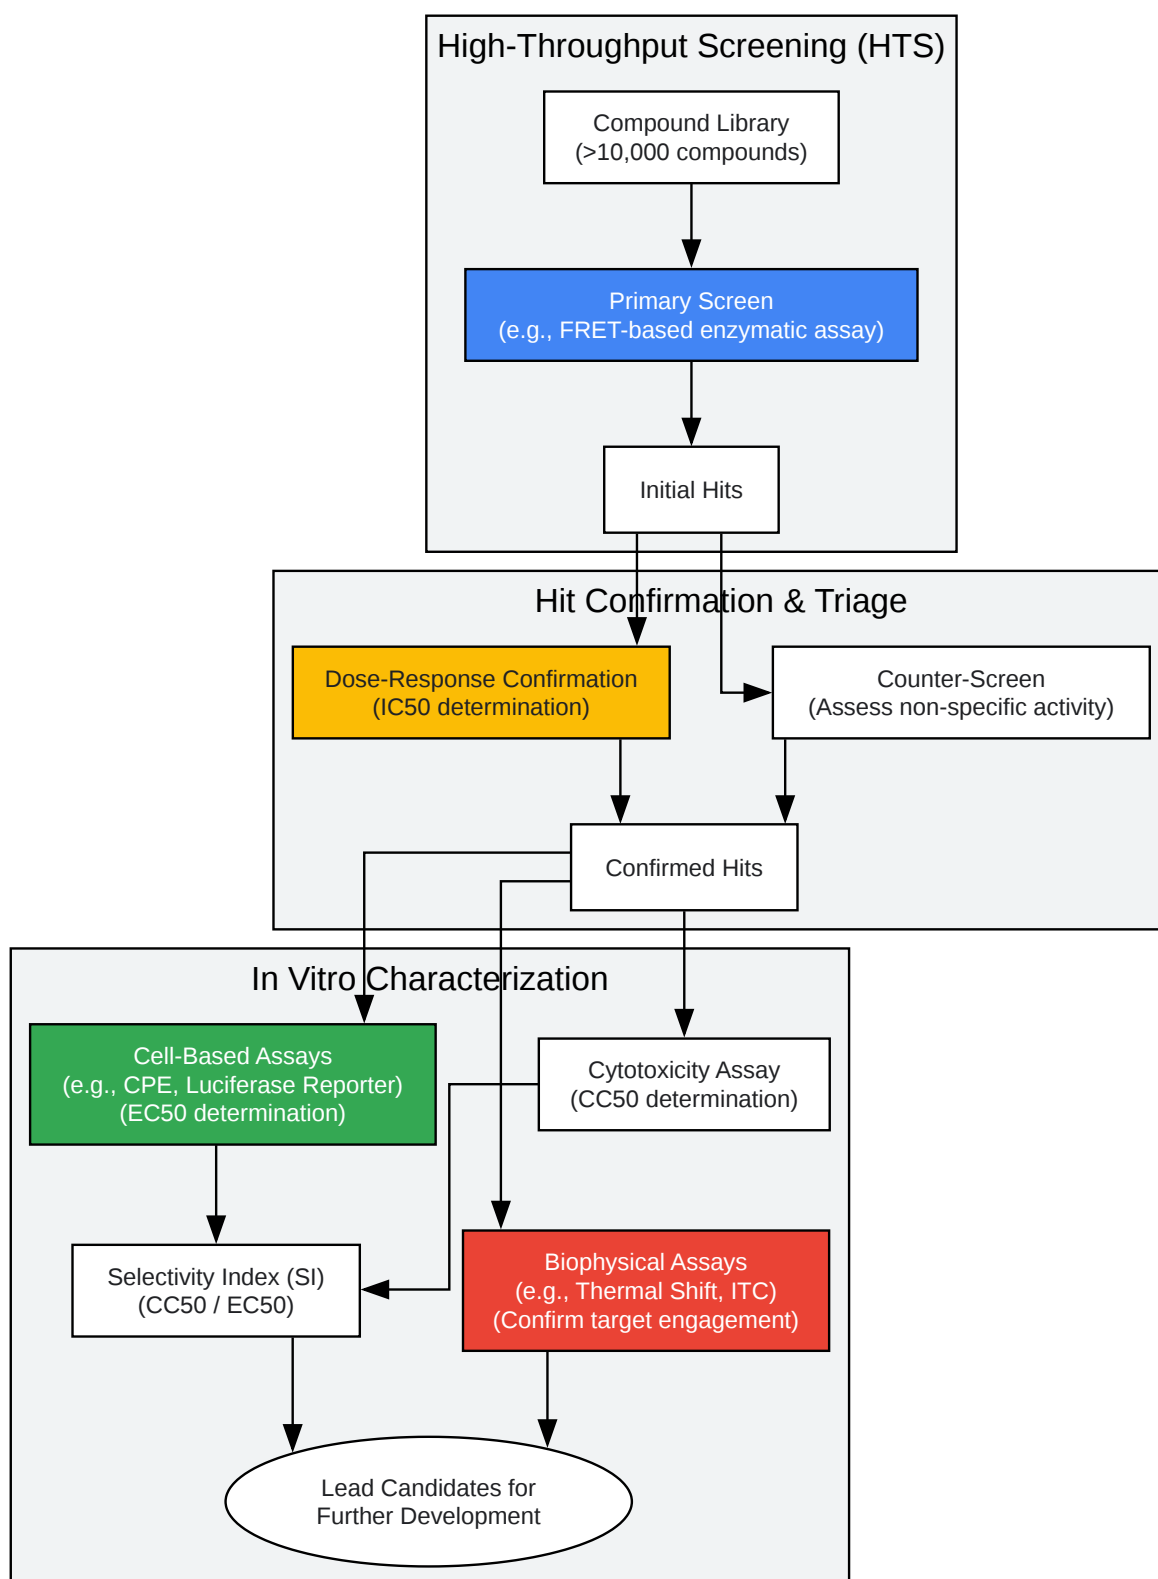 High-Throughput Screening (HTS)
Compound Library
(>10,000 compounds)
Primary Screen
(e.g., FRET-based enzymatic assay)
Initial Hits
Hit Confirmation & Triage
Dose-Response Confirmation
(IC50 determination)
Counter-Screen
(Assess non-specific activity)
Confirmed Hits
In Vitro Characterization
Cell-Based Assays
(e.g., CPE, Luciferase Reporter)
(EC50 determination)
Cytotoxicity Assay
(CC50 determination)
Selectivity Index (SI)
(CC50 / EC50)
Biophysical Assays
(e.g., Thermal Shift, ITC)
(Confirm target engagement)
Lead Candidates for
Further Development